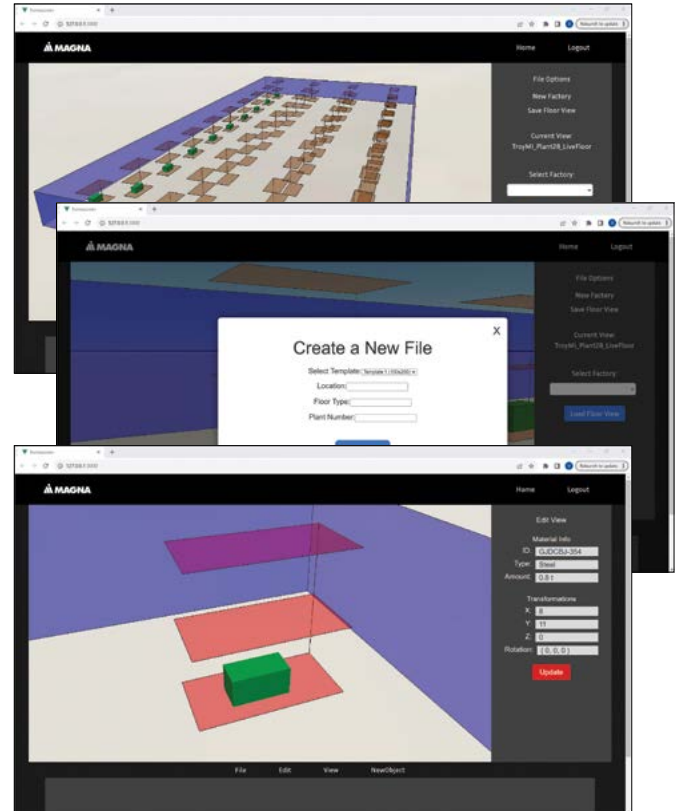 MAGNA
Home Logout
File Options
New Factory
Save Floor View
Current View:
TroyMI_Plant28_LiveFloor
Select Factory:
MAGNA
Home Logout
File Options
New Factory
Save Floor View
Current View:
TroyMI_Plant28_LiveFloor
Select Factory:
Load Floor View
X
Create a New File
Select Template:
Location:
Floor Type:
Plant Number:
MAGNA
Home Logout
Edit View
Material Info
ID: GJDCBJ-354
Type: Steel
Amount: 0.8 t
Transformations
X: 8
Y: 11
Z: 0
Rotation: { 0, 0, 0 }
Update
File Edit View NewObject